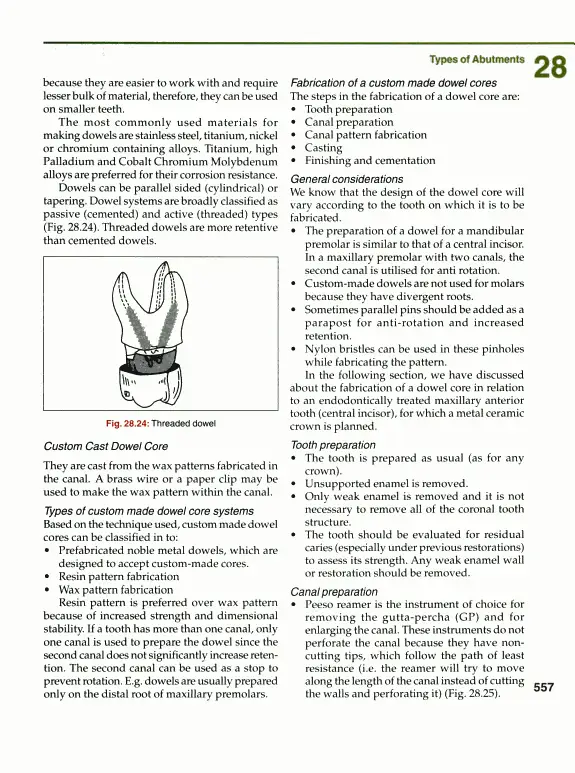 Types of Abutments
28
because they are easier to work with and require
lesser bulk of material, therefore, they can be used
on smaller teeth.
The most commonly used materials for
making dowels are stainless steel, titanium, nickel
or chromium containing alloys. Titanium, high
Palladium and Cobalt Chromium Molybdenum
alloys are preferred for their corrosion resistance.
Dowels can be parallel sided (cylindrical) or
tapering. Dowel systems are broadly classified as
passive (cemented) and active (threaded) types
(Fig. 28.24). Threaded dowels are more retentive
than cemented dowels.
Fig. 28.24: Threaded dowel
Custom Cast Dowel Core
They are cast from the wax patterns fabricated in
the canal. A brass wire or a paper clip may be
used to make the wax pattern within the canal.
Types of custom made dowel core systems
Based on the technique used, custom made dowel
cores can be classified in to:
• Prefabricated noble metal dowels, which are
designed to accept custom-made cores.
• Resin pattern fabrication
• Wax pattern fabrication
Resin pattern is preferred over wax pattern
because of increased strength and dimensional
stability. If a tooth has more than one canal, only
one canal is used to prepare the dowel since the
second canal does not significantly increase reten-
tion. The second canal can be used as a stop to
prevent rotation. E.g. dowels are usually prepared
only on the distal root of maxillary premolars.
Fabrication of a custom made dowel cores
The steps in the fabrication of a dowel core are:
• Tooth preparation
• Canal preparation
• Canal pattern fabrication
• Casting
• Finishing and cementation
General considerations
We know that the design of the dowel core will
vary according to the tooth on which it is to be
fabricated.
• The preparation of a dowel for a mandibular
premolar is similar to that of a central incisor.
In a maxillary premolar with two canals, the
second canal is utilised for anti rotation.
• Custom-made dowels are not used for molars
because they have divergent roots.
• Sometimes parallel pins should be added as a
parapost for anti-rotation and increased
retention.
• Nylon bristles can be used in these pinholes
while fabricating the pattern.
In the following section, we have discussed
about the fabrication of a dowel core in relation
to an endodontically treated maxillary anterior
tooth (central incisor), for which a metal ceramic
crown is planned.
Tooth preparation
• The tooth is prepared as usual (as for any
crown).
• Unsupported enamel is removed.
• Only weak enamel is removed and it is not
necessary to remove all of the coronal tooth
structure.
• The tooth should be evaluated for residual
caries (especially under previous restorations)
to assess its strength. Any weak enamel wall
or restoration should be removed.
Canal preparation
• Peeso reamer is the instrument of choice for
removing the gutta-percha (GP) and for
enlarging the canal. These instruments do not
perforate the canal because they have non-
cutting tips, which follow the path of least
resistance (i.e. the reamer will try to move
along the length of the canal instead of cutting
the walls and perforating it) (Fig. 28.25).
557